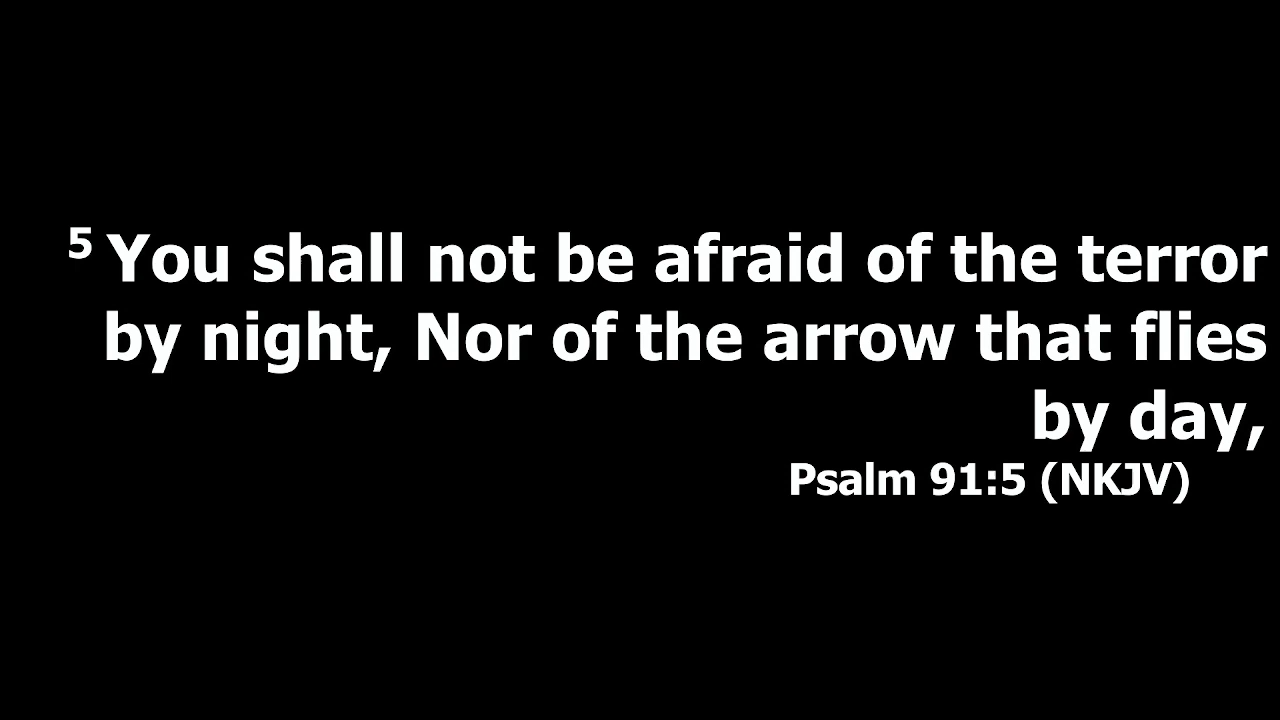 5 You shall not be afraid of the terror
by night, Nor of the arrow that flies
by day,
Psalm 91:5 (NKJV)